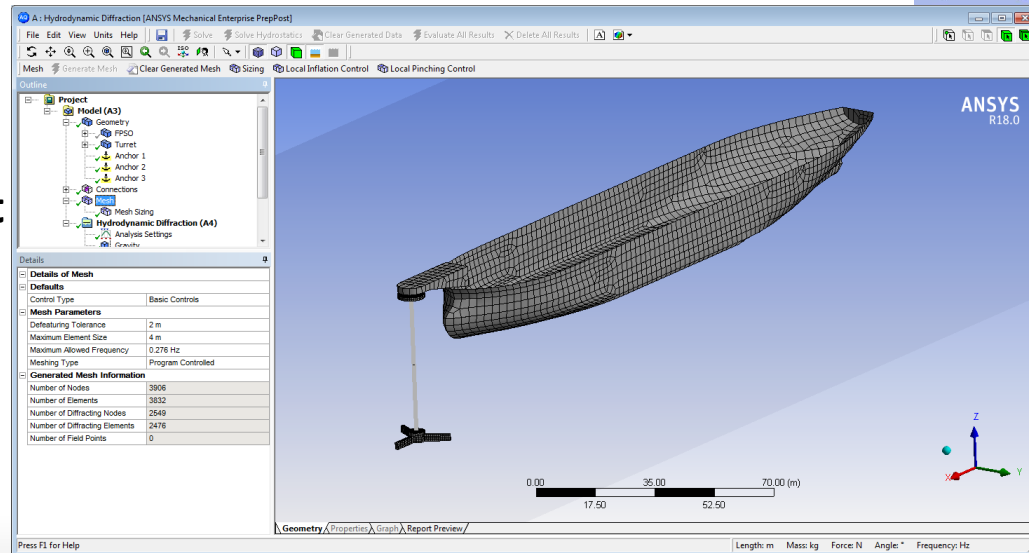 A : Hydrodynamic Diffraction [ANSYS Mechanical Enterprise PrepPost]
File Edit View Units Help Solve Solve Hydrostatics Clear Generated Data Evaluate All Results Delete All Results
ISO
Mesh Generate Mesh Clear Generated Mesh Sizing Local Inflation Control Local Pinching Control
Outline
Project
Model (A3)
Geometry
FPSO
Turret
Anchor 1
Anchor 2
Anchor 3
Connections
Mesh
Mesh Sizing
Hydrodynamic Diffraction (A4)
Analysis Settings
Gravity
Details
Details of Mesh
Defaults
Control Type Basic Controls
Mesh Parameters
Defeaturing Tolerance 2 m
Maximum Element Size 4 m
Maximum Allowed Frequency 0.276 Hz
Meshing Type Program Controlled
Generated Mesh Information
Number of Nodes 3906
Number of Elements 3832
Number of Diffracting Nodes 2549
Number of Diffracting Elements 2476
Number of Field Points 0
ANSYS
R18.0
Z
X Y
0.00 35.00 70.00 (m)
17.50 52.50
Geometry Properties Graph Report Preview
Press F1 for Help Length: m Mass: kg Force: N Angle: ° Frequency: Hz